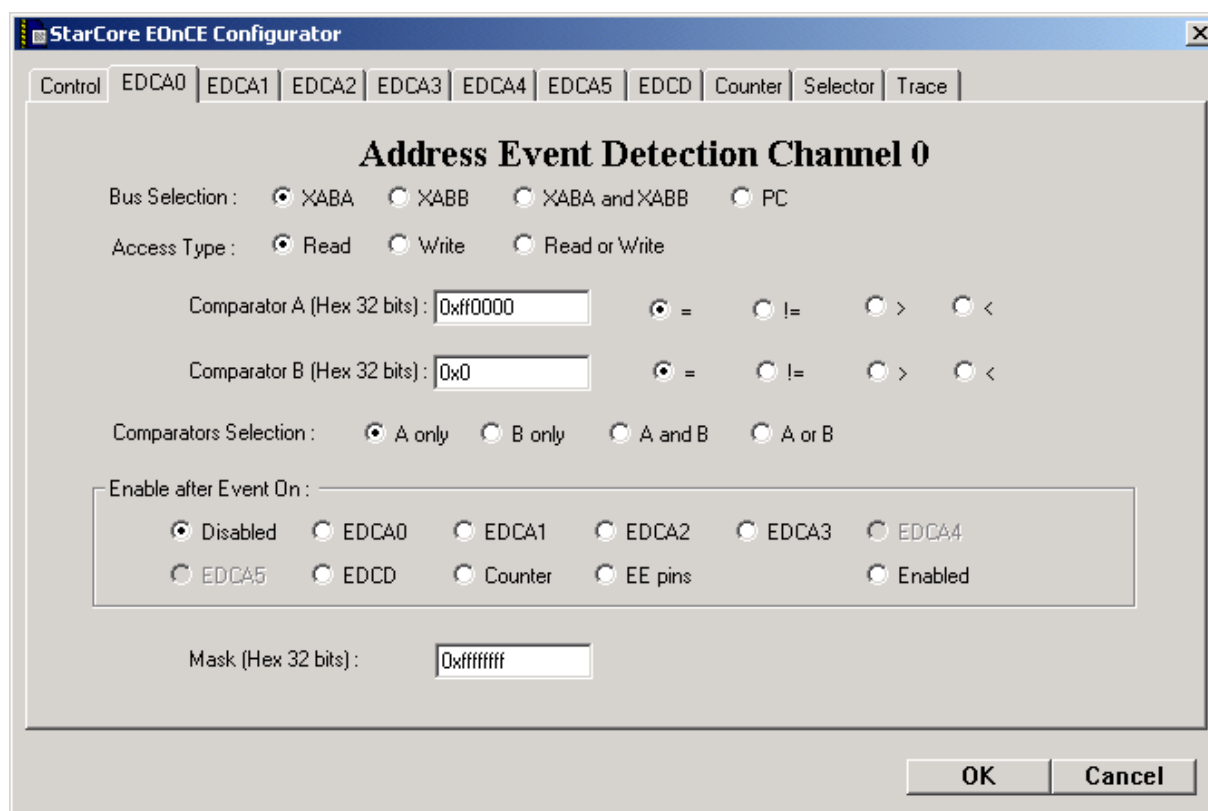 StarCore EOnCE Configurator
Control EDCA0 EDCA1 EDCA2 EDCA3 EDCA4 EDCA5 EDCD Counter Selector Trace
Address Event Detection Channel 0
Bus Selection : XABA XABB XABA and XABB PC
Access Type : Read Write Read or Write
Comparator A (Hex 32 bits) : 0xff0000 = != > <
Comparator B (Hex 32 bits) : 0x0 = != > <
Comparators Selection : A only B only A and B A or B
Enable after Event On :
Disabled EDCA0 EDCA1 EDCA2 EDCA3 EDCA4
EDCA5 EDCD Counter EE pins Enabled
Mask (Hex 32 bits) : 0xffffffff
OK Cancel